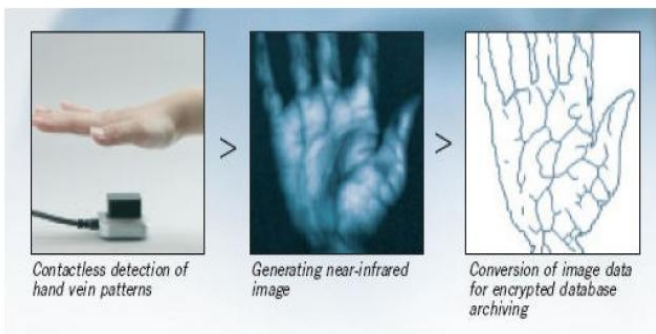 >
>
Contactless detection of
hand vein patterns
Generating near-infrared
image
Conversion of image data
for encrypted database
archiving